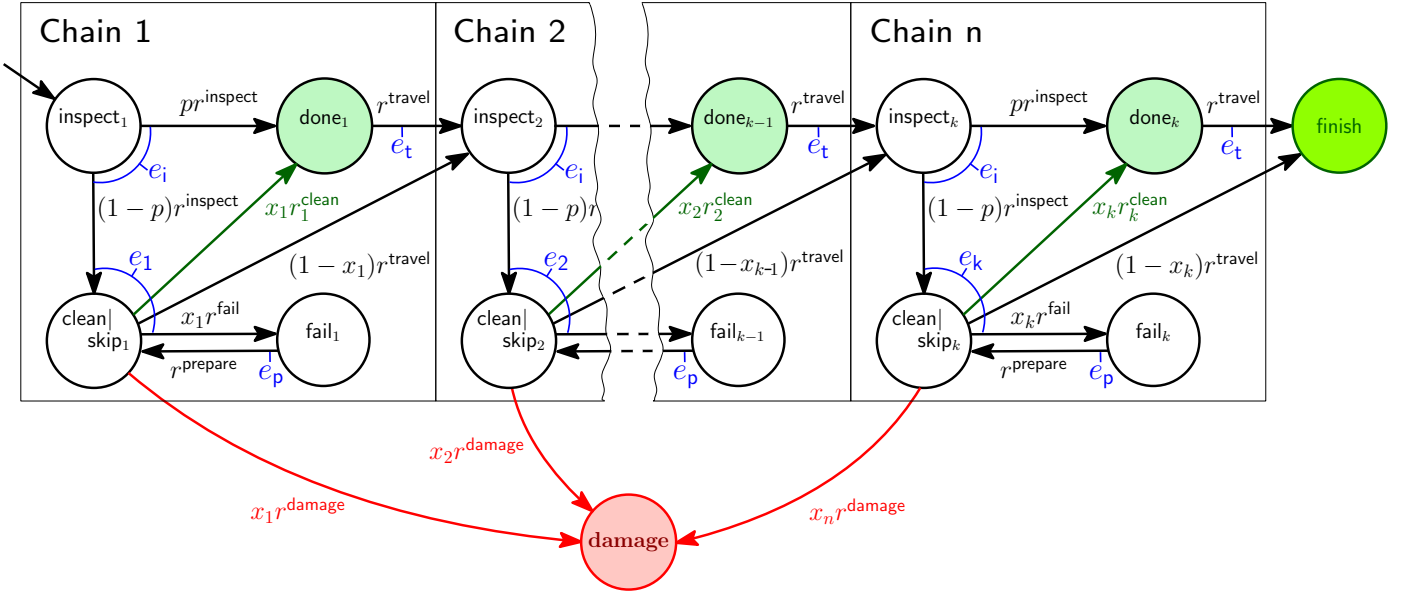 Chain 1
Chain 2
Chain n
inspect₁
pr^inspect
done₁
r^travel
inspect₂
done_{k−1}
r^travel
inspect_k
pr^inspect
done_k
r^travel
finish
e_t
e_t
e_t
e_i
e_i
e_i
(1 − p)r^inspect
x₁r₁^clean
(1 − p)r
x₂r₂^clean
(1 − p)r^inspect
x_kr_k^clean
e₁
(1 − x₁)r^travel
e₂
(1−x_{k-1})r^travel
e_k
(1 − x_k)r^travel
clean|
skip₁
x₁r^fail
fail₁
clean|
skip₂
fail_{k−1}
clean|
skip_k
x_kr^fail
fail_k
r^prepare
e_p
e_p
r^prepare
e_p
x₂r^damage
x₁r^damage
x_nr^damage
damage